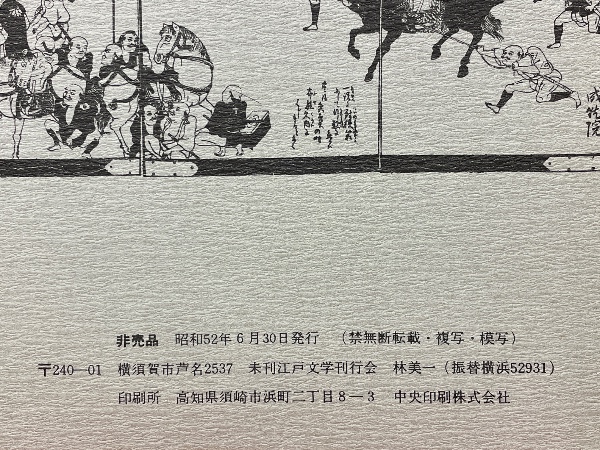 成就院
非売品 昭和52年6月30日発行 (禁無断転載・複写・模写)
〒240―01 横須賀市芦名2537 未刊江戸文学刊行会 林美一(振替横浜52931)
印刷所 高知県須崎市浜町二丁目8―3 中央印刷株式会社